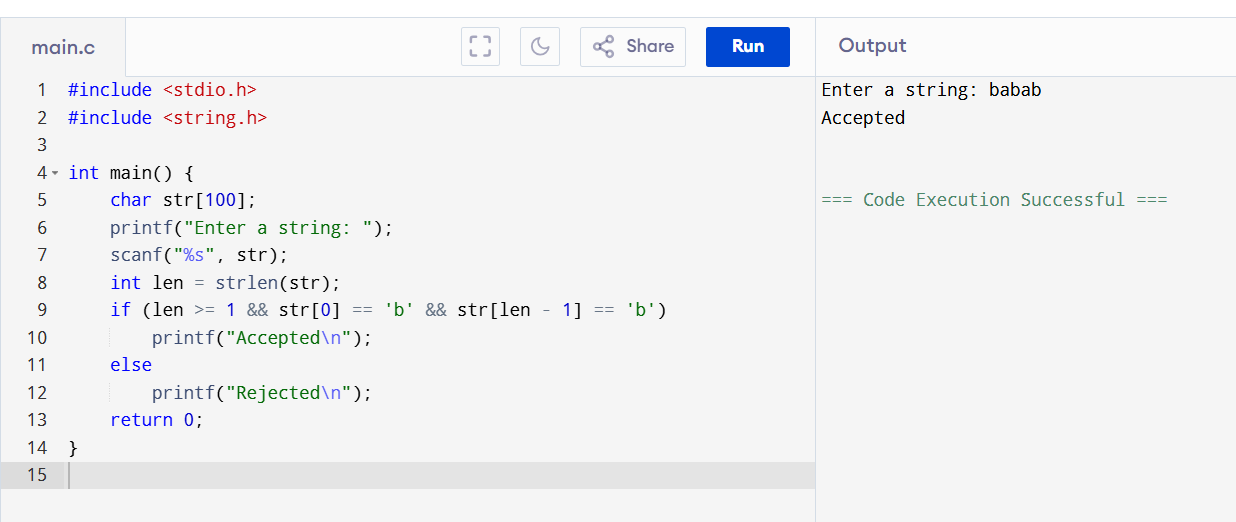 main.c
Share
Run
Output
1 #include <stdio.h>
2 #include <string.h>
3
4 int main() {
5     char str[100];
6     printf("Enter a string: ");
7     scanf("%s", str);
8     int len = strlen(str);
9     if (len >= 1 && str[0] == 'b' && str[len - 1] == 'b')
10         printf("Accepted\n");
11     else
12         printf("Rejected\n");
13     return 0;
14 }
15
Enter a string: babab
Accepted
=== Code Execution Successful ===